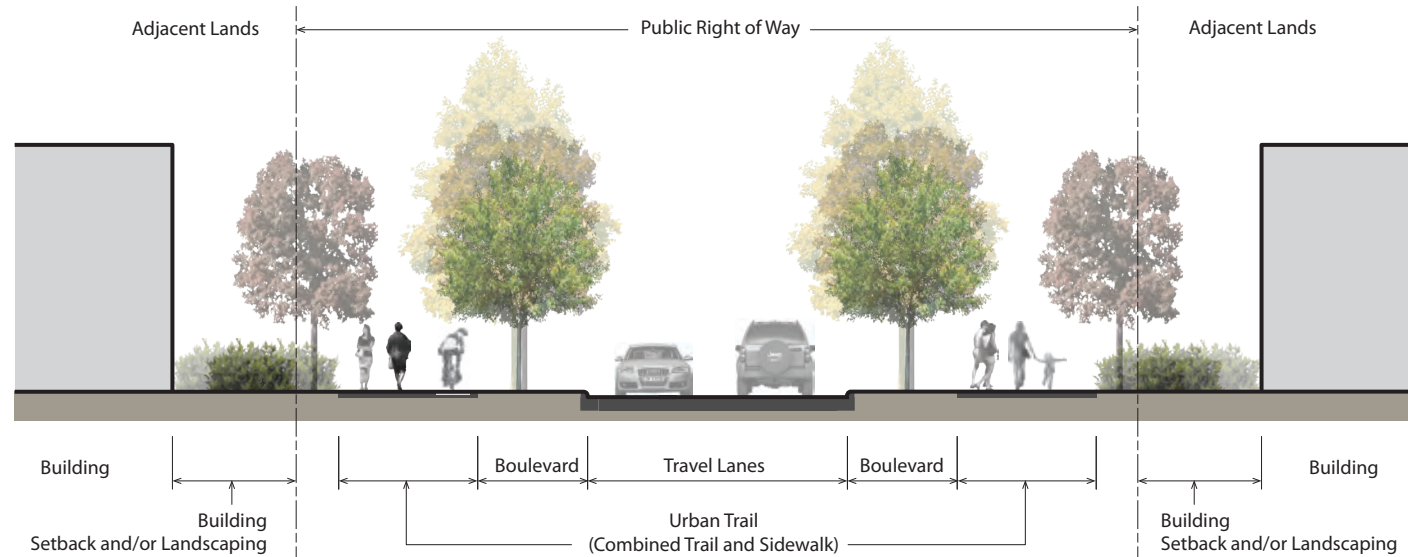 Adjacent Lands
Public Right of Way
Adjacent Lands
Building
Boulevard
Travel Lanes
Boulevard
Building
Building
Setback and/or Landscaping
Urban Trail
(Combined Trail and Sidewalk)
Building
Setback and/or Landscaping